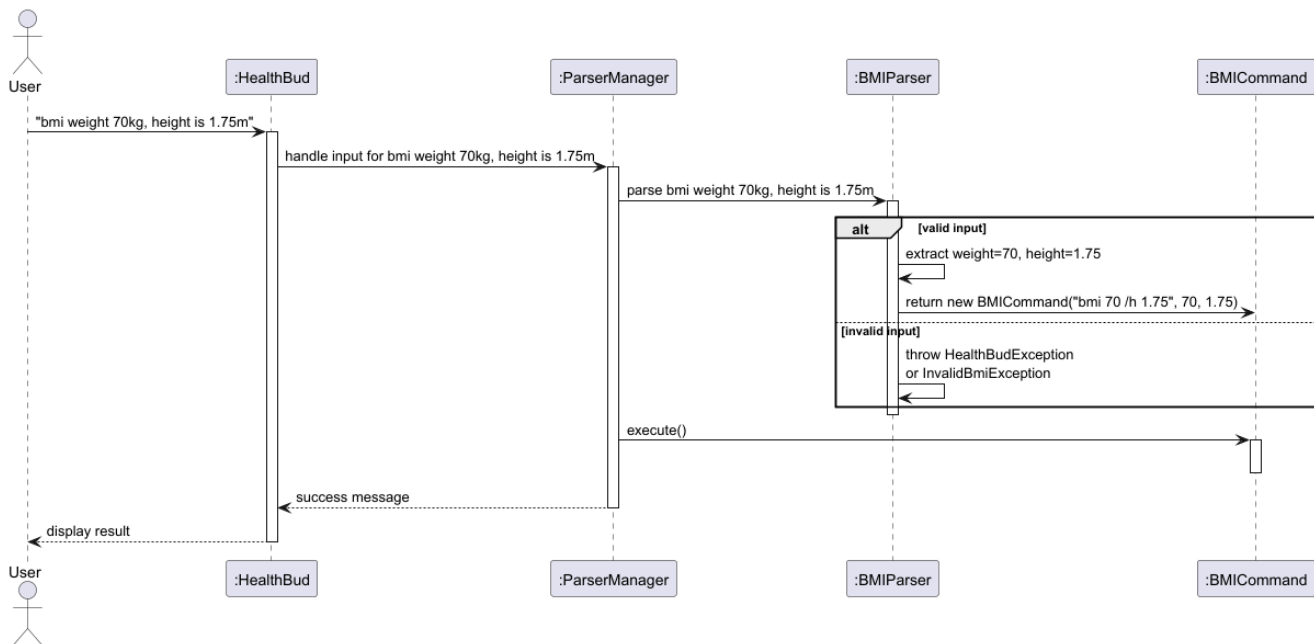 User
:HealthBud
:ParserManager
:BMIParser
:BMICommand
"bmi weight 70kg, height is 1.75m"
handle input for bmi weight 70kg, height is 1.75m
parse bmi weight 70kg, height is 1.75m
alt
[valid input]
extract weight=70, height=1.75
return new BMICommand("bmi 70 /h 1.75", 70, 1.75)
[invalid input]
throw HealthBudException
or InvalidBmiException
execute()
success message
display result
User
:HealthBud
:ParserManager
:BMIParser
:BMICommand